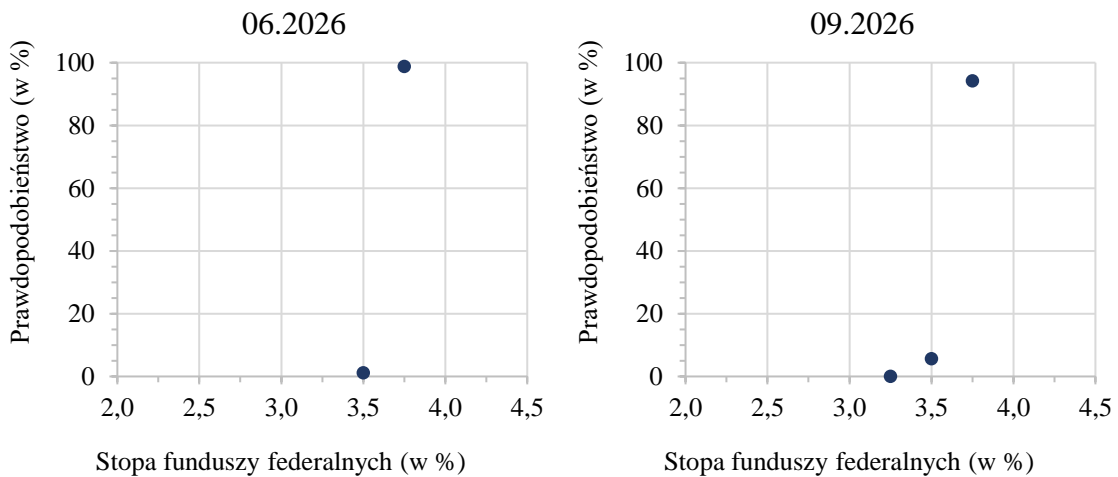 06.2026
Prawdopodobieństwo (w %)
100
80
60
40
20
0
2,0 2,5 3,0 3,5 4,0 4,5
Stopa funduszy federalnych (w %)
09.2026
Prawdopodobieństwo (w %)
100
80
60
40
20
0
2,0 2,5 3,0 3,5 4,0 4,5
Stopa funduszy federalnych (w %)